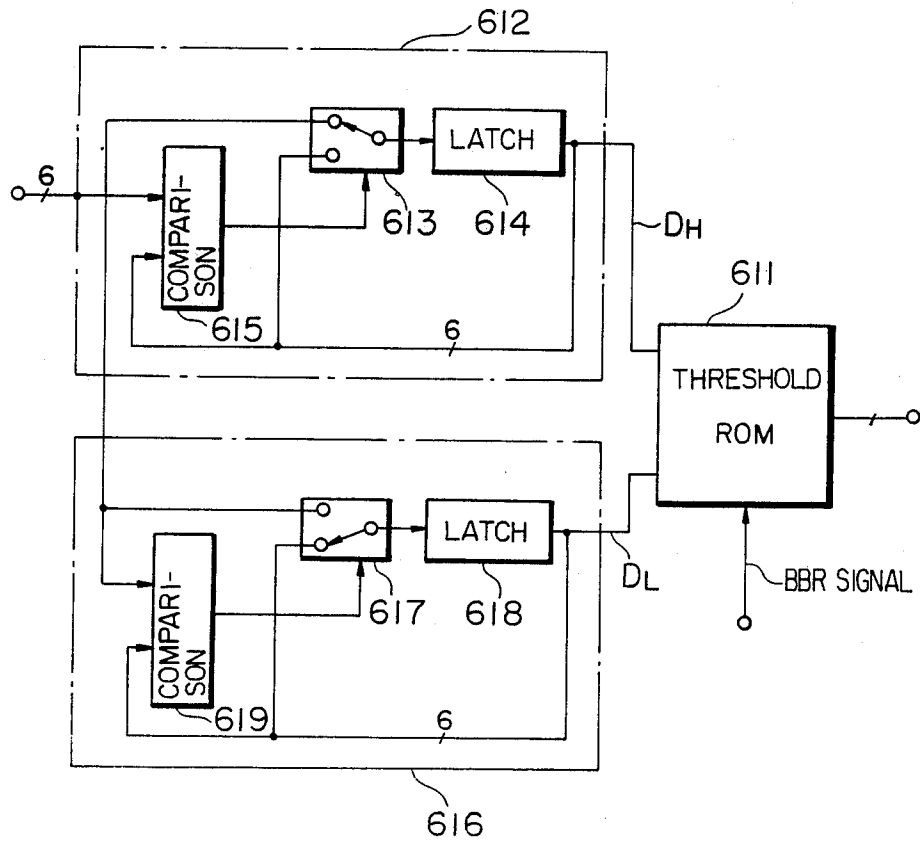 612
6
COMPARI-
SON
615
613
LATCH
614
6
DH
611
THRESHOLD
ROM
BBR SIGNAL
COMPARI-
SON
619
617
LATCH
618
6
DL
616